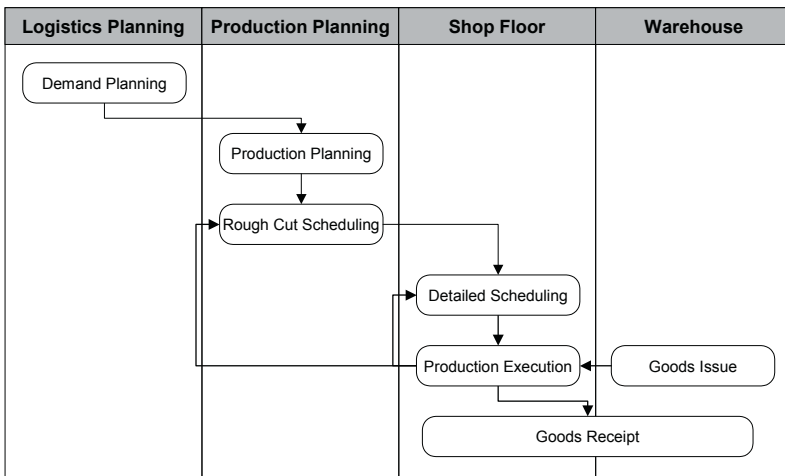 Logistics Planning
Production Planning
Shop Floor
Warehouse
Demand Planning
Production Planning
Rough Cut Scheduling
Detailed Scheduling
Production Execution
Goods Issue
Goods Receipt